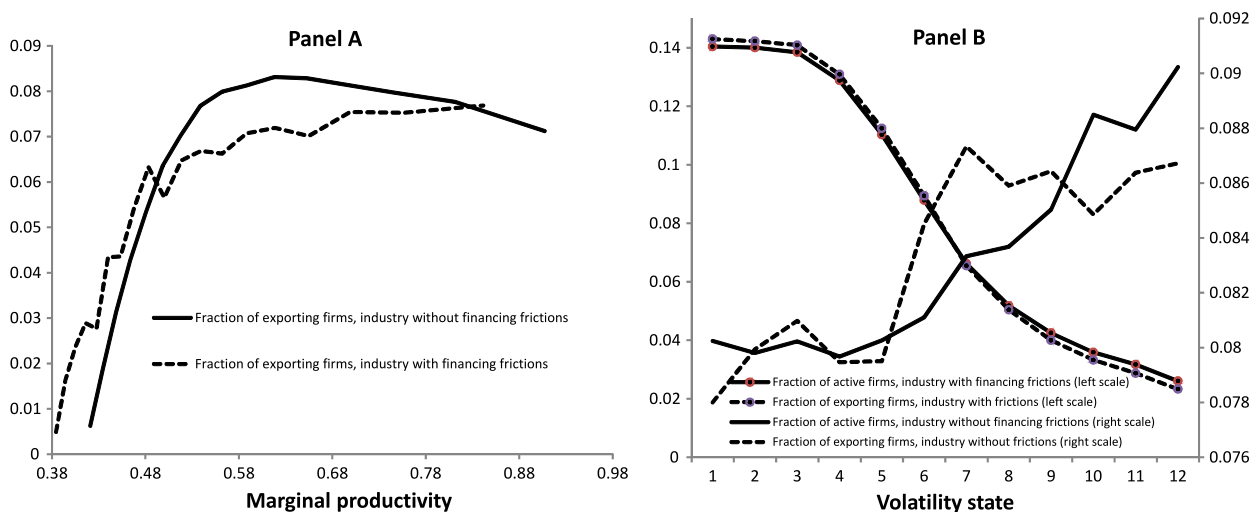 Panel A
0.09
0.08
0.07
0.06
0.05
0.04
0.03
0.02
0.01
0
Fraction of exporting firms, industry without financing frictions
Fraction of exporting firms, industry with financing frictions
0.38 0.48 0.58 0.68 0.78 0.88 0.98
Marginal productivity
Panel B
0.14
0.12
0.1
0.08
0.06
0.04
0.02
0
0.092
0.09
0.088
0.086
0.084
0.082
0.08
0.078
0.076
Fraction of active firms, industry with financing frictions (left scale)
Fraction of exporting firms, industry with frictions (left scale)
Fraction of active firms, industry without financing frictions (right scale)
Fraction of exporting firms, industry without frictions (right scale)
1 2 3 4 5 6 7 8 9 10 11 12
Volatility state